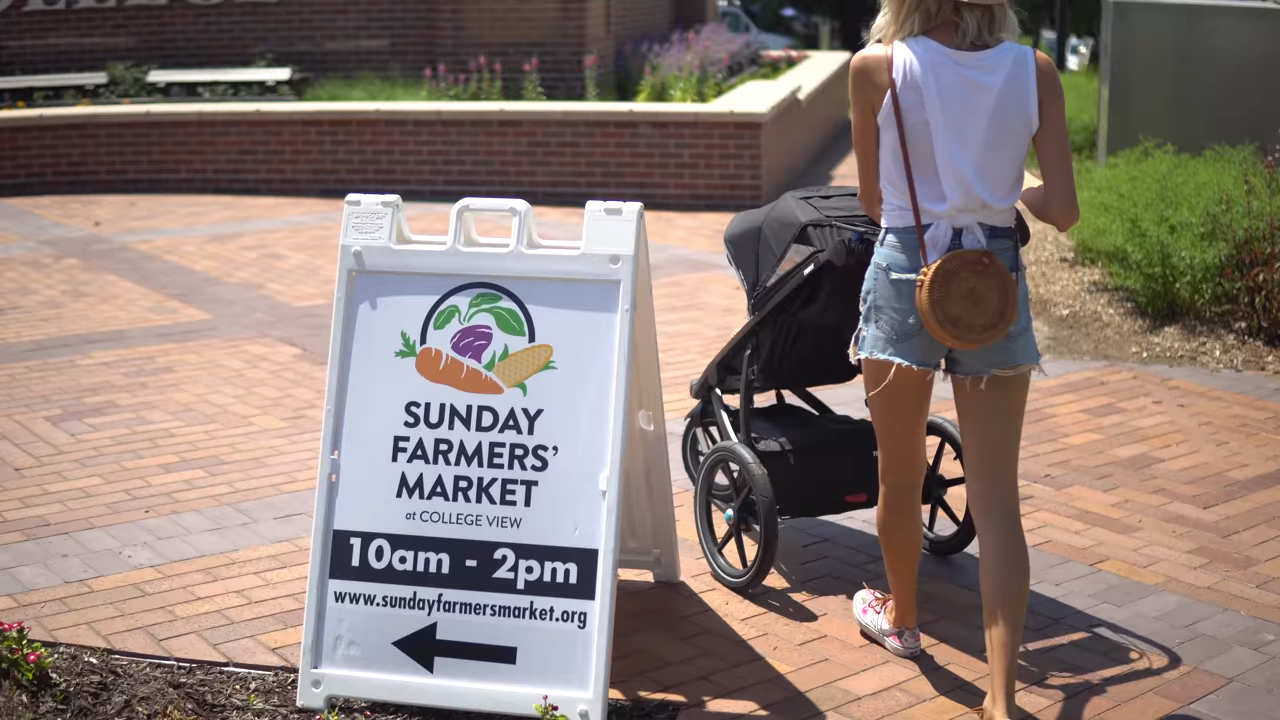 SUNDAY
FARMERS’
MARKET
at COLLEGE VIEW
10am - 2pm
www.sundayfarmersmarket.org